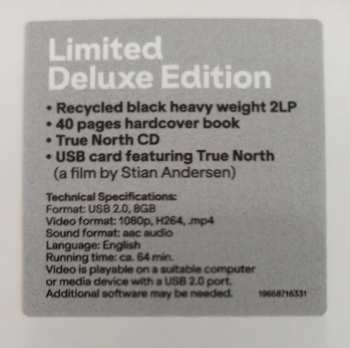 Limited
Deluxe Edition
• Recycled black heavy weight 2LP
• 40 pages hardcover book
• True North CD
• USB card featuring True North
(a film by Stian Andersen)
Technical Specifications:
Format: USB 2.0, 8GB
Video format: 1080p, H264, .mp4
Sound format: aac audio
Language: English
Running time: ca. 64 min.
Video is playable on a suitable computer
or media device with a USB 2.0 port.
Additional software may be needed. 19658716331